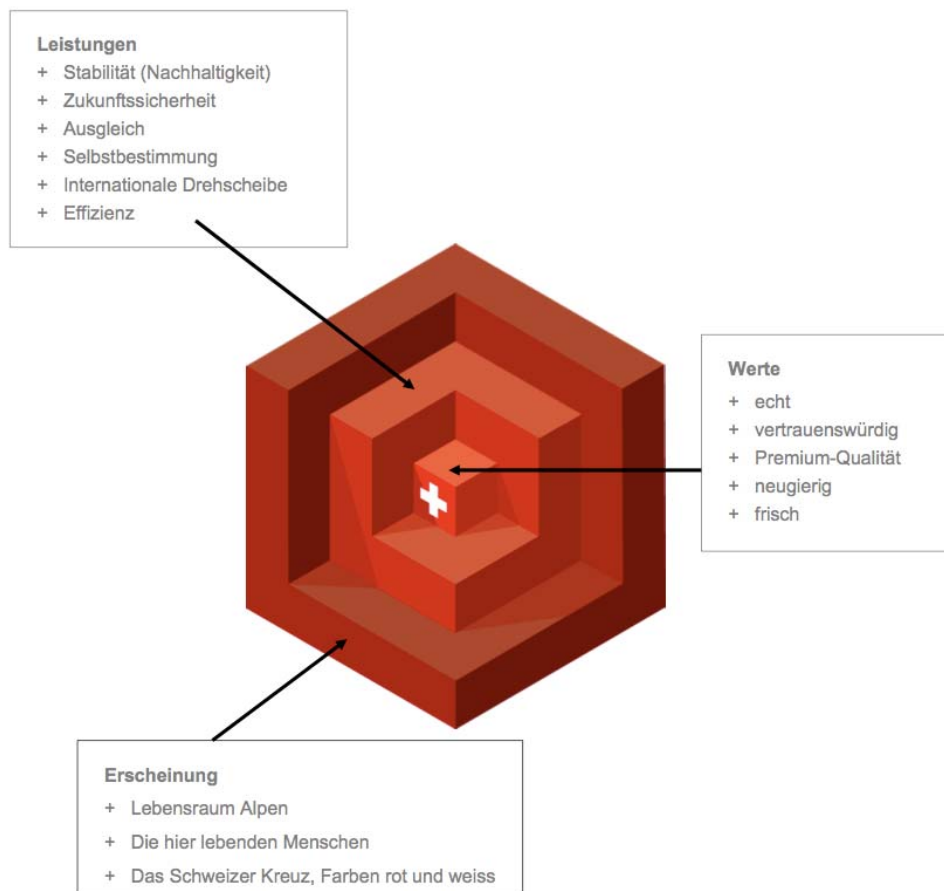 Leistungen
+ Stabilität (Nachhaltigkeit)
+ Zukunftssicherheit
+ Ausgleich
+ Selbstbestimmung
+ Internationale Drehscheibe
+ Effizienz
Werte
+ echt
+ vertrauenswürdig
+ Premium-Qualität
+ neugierig
+ frisch
Erscheinung
+ Lebensraum Alpen
+ Die hier lebenden Menschen
+ Das Schweizer Kreuz, Farben rot und weiss